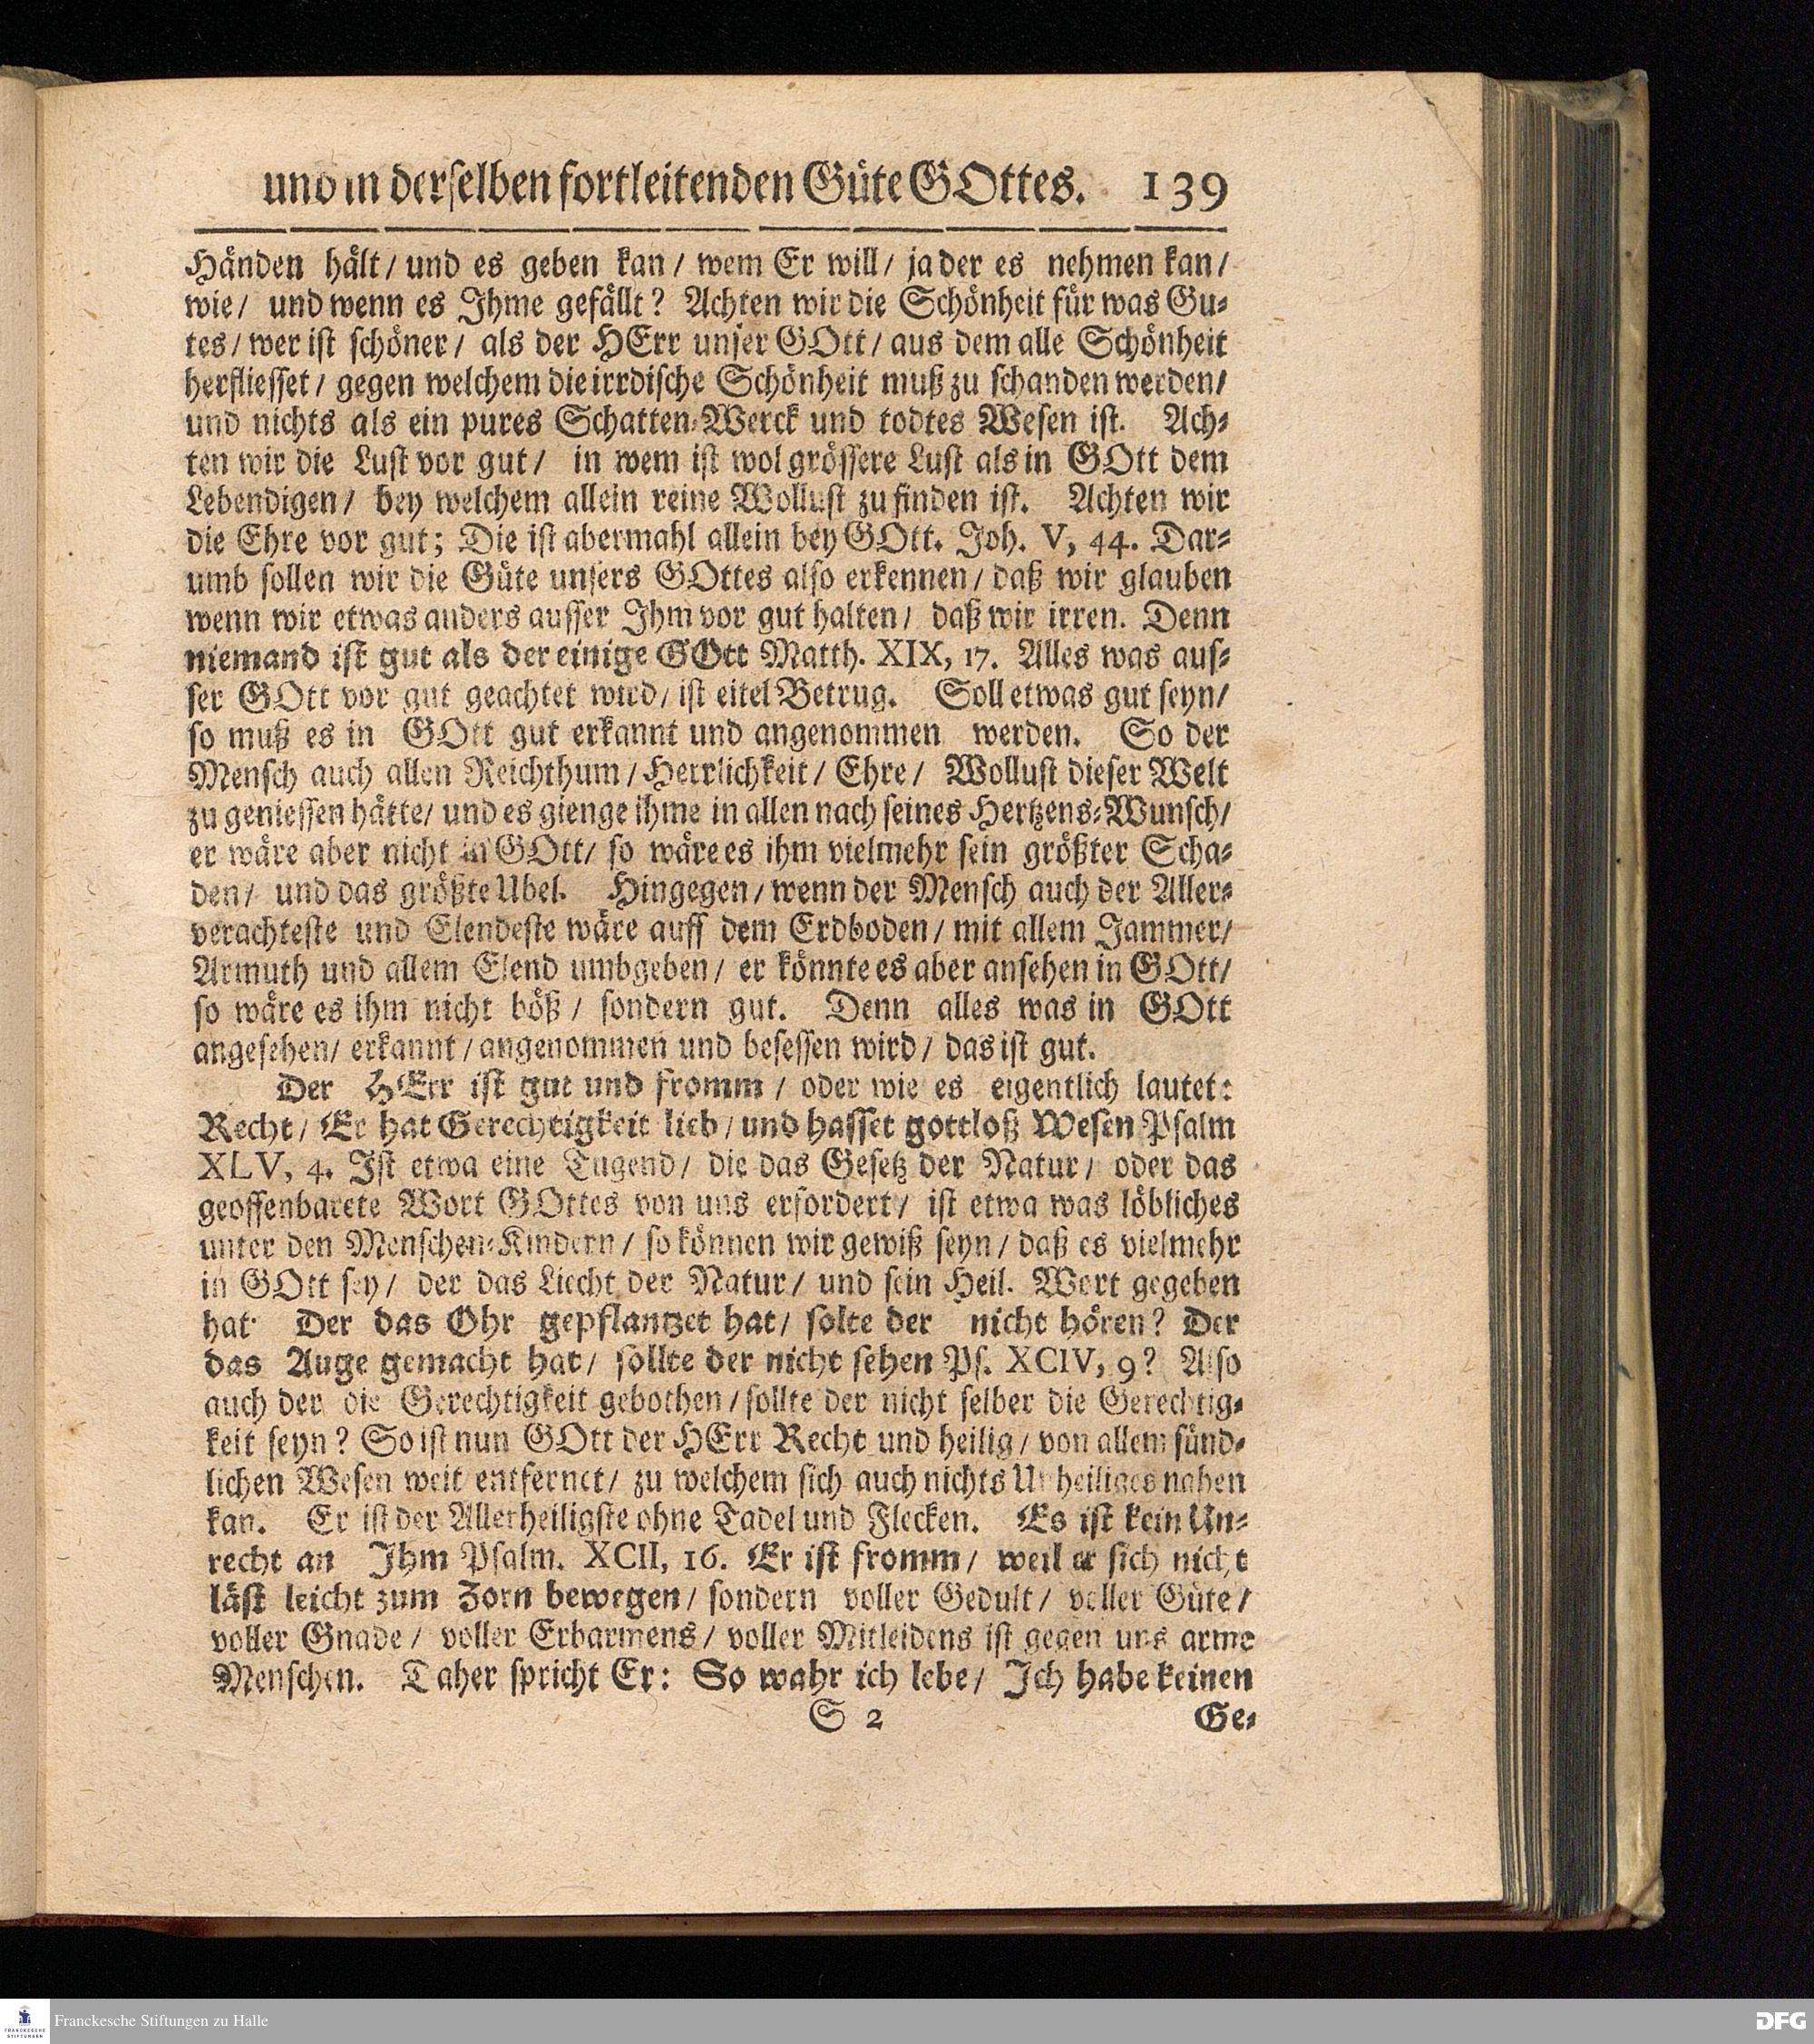 und in derselben fortleitenden Güte GOttes. 139
Händen hält / und es geben kan / wem Er will / ja der es nehmen kan /
wie / und wenn es Ihme gefällt? Achten wir die Schönheit für was Gu-
tes / wer ist schöner / als der HErr unser GOtt / aus dem alle Schönheit
herfliesset / gegen welchem die irrdische Schönheit muß zu schanden werden /
und nichts als ein pures Schatten-Werck und todtes Wesen ist. Ach-
ten wir die Lust vor gut / in wem ist wol grössere Lust als in GOtt dem
Lebendigen / bey welchem allein reine Wollust zu finden ist. Achten wir
die Ehre vor gut; Die ist abermahl allein bey GOtt. Joh. V, 44. Dar-
umb sollen wir die Güte unsers GOttes also erkennen / daß wir glauben
wenn wir etwas anders ausser Ihm vor gut halten / daß wir irren. Denn
niemand ist gut als der einige GOtt Matth. XIX, 17. Alles was aus-
ser GOtt vor gut geachtet wird / ist eitel Betrug. Soll etwas gut seyn /
so muß es in GOtt gut erkannt und angenommen werden. So der
Mensch auch allen Reichthum / Herrlichkeit / Ehre / Wollust dieser Welt
zu geniessen hätte / und es gienge ihme in allen nach seines Hertzens-Wunsch /
er wäre aber nicht in GOtt / so wäre es ihm vielmehr sein größter Scha-
den / und das größte Ubel. Hingegen / wenn der Mensch auch der Aller-
verachteste und Elendeste wäre auff dem Erdboden / mit allem Jammer /
Armuth und allem Elend umbgeben / er könnte es aber ansehen in GOtt /
so wäre es ihm nicht böß / sondern gut. Denn alles was in GOtt
angesehen / erkannt / angenommen und besessen wird / das ist gut.
Der HErr ist gut und fromm / oder wie es eigentlich lautet:
Recht / Er hat Gerechtigkeit lieb / und hasset gottloß Wesen Psalm
XLV, 4. Ist etwa eine Tugend / die das Gesetz der Natur / oder das
geoffenbarete Wort GOttes von uns erfordert / ist etwa was löbliches
unter den Menschen-Kindern / so können wir gewiß seyn / daß es vielmehr
in GOtt sey / der das Liecht der Natur / und sein Heil. Wort gegeben
hat. Der das Ohr gepflantzet hat / solte der nicht hören? Der
das Auge gemacht hat / sollte der nicht sehen Ps. XCIV, 9? Also
auch der die Gerechtigkeit gebothen / sollte der nicht selber die Gerechtig-
keit seyn? So ist nun GOtt der HErr Recht und heilig / von allem sünd-
lichen Wesen weit entfernet / zu welchem sich auch nichts Unheiliges nahen
kan. Er ist der Allerheiligste ohne Tadel und Flecken. Es ist kein Un-
recht an Ihm Psalm. XCII, 16. Er ist fromm / weil er sich nicht
läst leicht zum Zorn bewegen / sondern voller Gedult / voller Güte /
voller Gnade / voller Erbarmens / voller Mitleidens ist gegen uns arme
Menschen. Daher spricht Er: So wahr ich lebe / Ich habe keinen
S 2 Ge-
Franckesche Stiftungen zu Halle
FRANCKESCHE
STIFTUNGEN
DFG